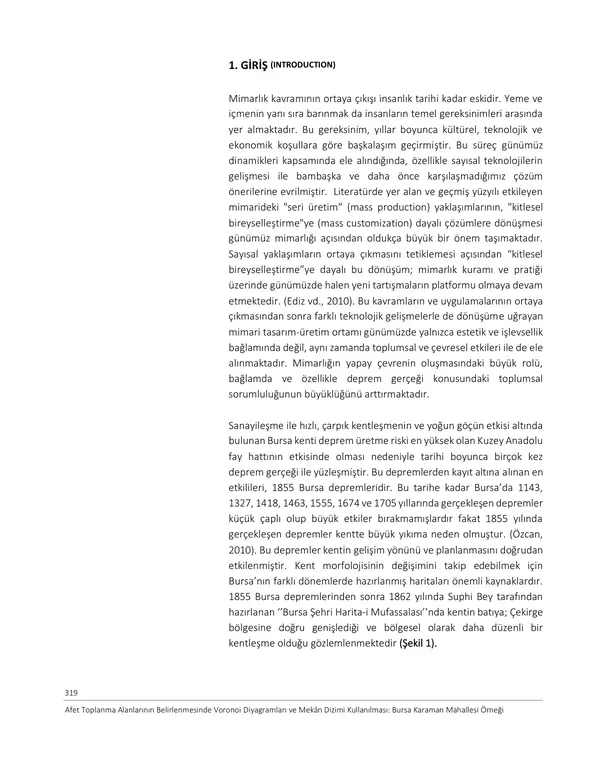 1. GİRİŞ (INTRODUCTION)
Mimarlık kavramının ortaya çıkışı insanlık tarihi kadar eskidir. Yeme ve
içmenin yanı sıra barınmak da insanların temel gereksinimleri arasında
yer almaktadır. Bu gereksinim, yıllar boyunca kültürel, teknolojik ve
ekonomik koşullara göre başkalaşım geçirmiştir. Bu süreç günümüz
dinamikleri kapsamında ele alındığında, özellikle sayısal teknolojilerin
gelişmesi ile bambaşka ve daha önce karşılaşmadığımız çözüm
önerilerine evrilmiştir. Literatürde yer alan ve geçmiş yüzyılı etkileyen
mimarideki "seri üretim" (mass production) yaklaşımlarının, "kitlesel
bireyselleştirme"ye (mass customization) dayalı çözümlere dönüşmesi
günümüz mimarlığı açısından oldukça büyük bir önem taşımaktadır.
Sayısal yaklaşımların ortaya çıkmasını tetiklemesi açısından “kitlesel
bireyselleştirme”ye dayalı bu dönüşüm; mimarlık kuramı ve pratiği
üzerinde günümüzde halen yeni tartışmaların platformu olmaya devam
etmektedir. (Ediz vd., 2010). Bu kavramların ve uygulamalarının ortaya
çıkmasından sonra farklı teknolojik gelişmelerle de dönüşüme uğrayan
mimari tasarım-üretim ortamı günümüzde yalnızca estetik ve işlevsellik
bağlamında değil, aynı zamanda toplumsal ve çevresel etkileri ile de ele
alınmaktadır. Mimarlığın yapay çevrenin oluşmasındaki büyük rolü,
bağlamda ve özellikle deprem gerçeği konusundaki toplumsal
sorumluluğunun büyüklüğünü arttırmaktadır.
Sanayileşme ile hızlı, çarpık kentleşmenin ve yoğun göçün etkisi altında
bulunan Bursa kenti deprem üretme riski en yüksek olan Kuzey Anadolu
fay hattının etkisinde olması nedeniyle tarihi boyunca birçok kez
deprem gerçeği ile yüzleşmiştir. Bu depremlerden kayıt altına alınan en
etkilileri, 1855 Bursa depremleridir. Bu tarihe kadar Bursa’da 1143,
1327, 1418, 1463, 1555, 1674 ve 1705 yıllarında gerçekleşen depremler
küçük çaplı olup büyük etkiler bırakmamışlardır fakat 1855 yılında
gerçekleşen depremler kentte büyük yıkıma neden olmuştur. (Özcan,
2010). Bu depremler kentin gelişim yönünü ve planlanmasını doğrudan
etkilenmiştir. Kent morfolojisinin değişimini takip edebilmek için
Bursa’nın farklı dönemlerde hazırlanmış haritaları önemli kaynaklardır.
1855 Bursa depremlerinden sonra 1862 yılında Suphi Bey tarafından
hazırlanan ‘’Bursa Şehri Harita-i Mufassalası’’nda kentin batıya; Çekirge
bölgesine doğru genişlediği ve bölgesel olarak daha düzenli bir
kentleşme olduğu gözlemlenmektedir (Şekil 1).
319
Afet Toplanma Alanlarının Belirlenmesinde Voronoi Diyagramları ve Mekân Dizimi Kullanılması: Bursa Karaman Mahallesi Örneği